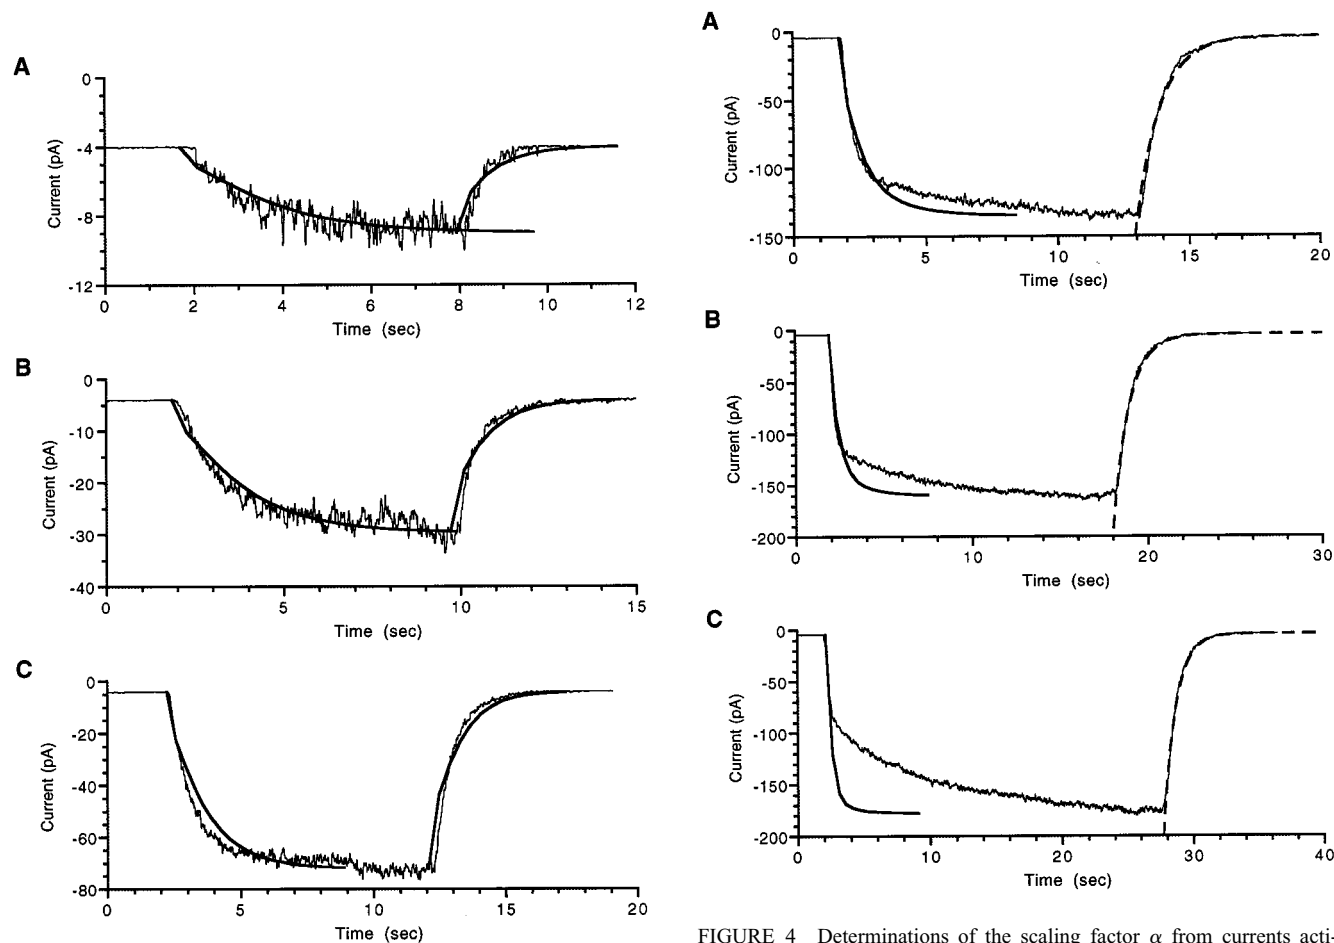 A
0
-4
-8
-12
Current (pA)
0 2 4 6 8 10 12
Time (sec)
B
0
-10
-20
-30
-40
Current (pA)
0 5 10 15
Time (sec)
C
0
-20
-40
-60
-80
Current (pA)
0 5 10 15 20
Time (sec)
A
0
-50
-100
-150
Current (pA)
0 5 10 15 20
Time (sec)
B
0
-50
-100
-150
-200
Current (pA)
0 10 20 30
Time (sec)
C
0
-50
-100
-150
-200
Current (pA)
0 10 20 30 40
Time (sec)
FIGURE 4 Determinations of the scaling factor α from currents acti-